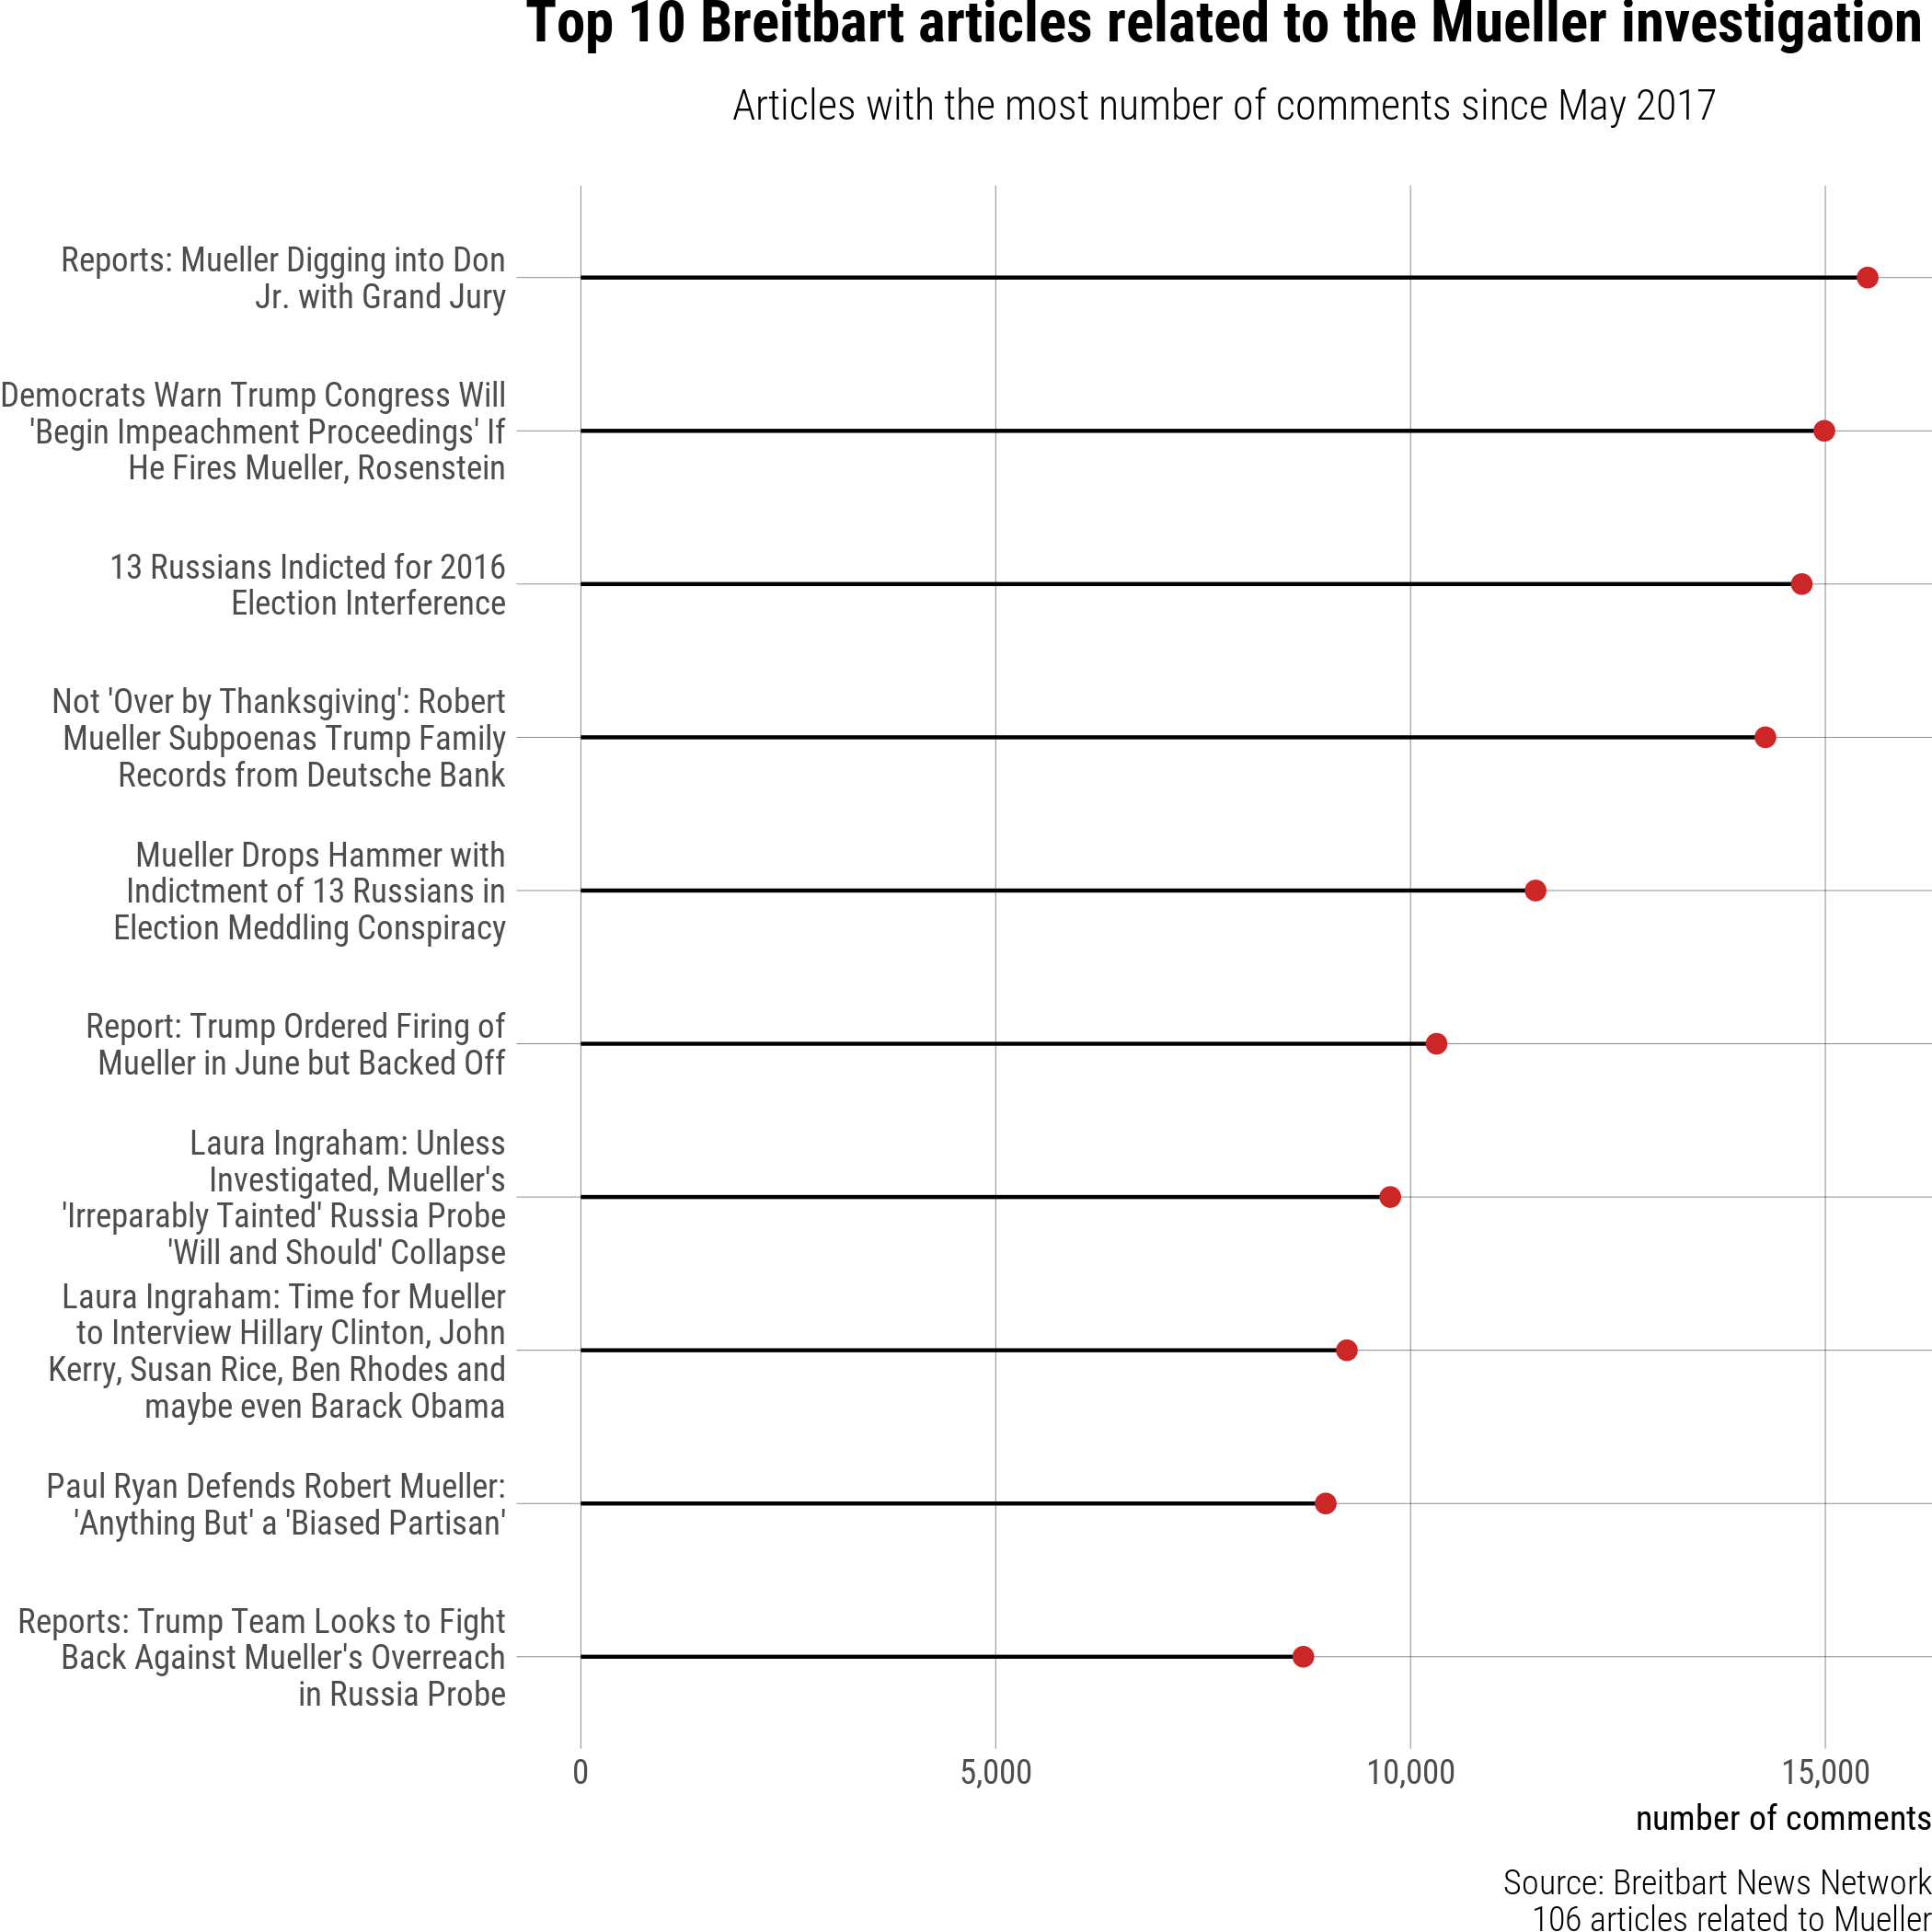 Top 10 Breitbart articles related to the Mueller investigation
Articles with the most number of comments since May 2017
Reports: Mueller Digging into Don
Jr. with Grand Jury
Democrats Warn Trump Congress Will
'Begin Impeachment Proceedings' If
He Fires Mueller, Rosenstein
13 Russians Indicted for 2016
Election Interference
Not 'Over by Thanksgiving': Robert
Mueller Subpoenas Trump Family
Records from Deutsche Bank
Mueller Drops Hammer with
Indictment of 13 Russians in
Election Meddling Conspiracy
Report: Trump Ordered Firing of
Mueller in June but Backed Off
Laura Ingraham: Unless
Investigated, Mueller's
'Irreparably Tainted' Russia Probe
'Will and Should' Collapse
Laura Ingraham: Time for Mueller
to Interview Hillary Clinton, John
Kerry, Susan Rice, Ben Rhodes and
maybe even Barack Obama
Paul Ryan Defends Robert Mueller:
'Anything But' a 'Biased Partisan'
Reports: Trump Team Looks to Fight
Back Against Mueller's Overreach
in Russia Probe
0 5,000 10,000 15,000
number of comments
Source: Breitbart News Network
106 articles related to Mueller